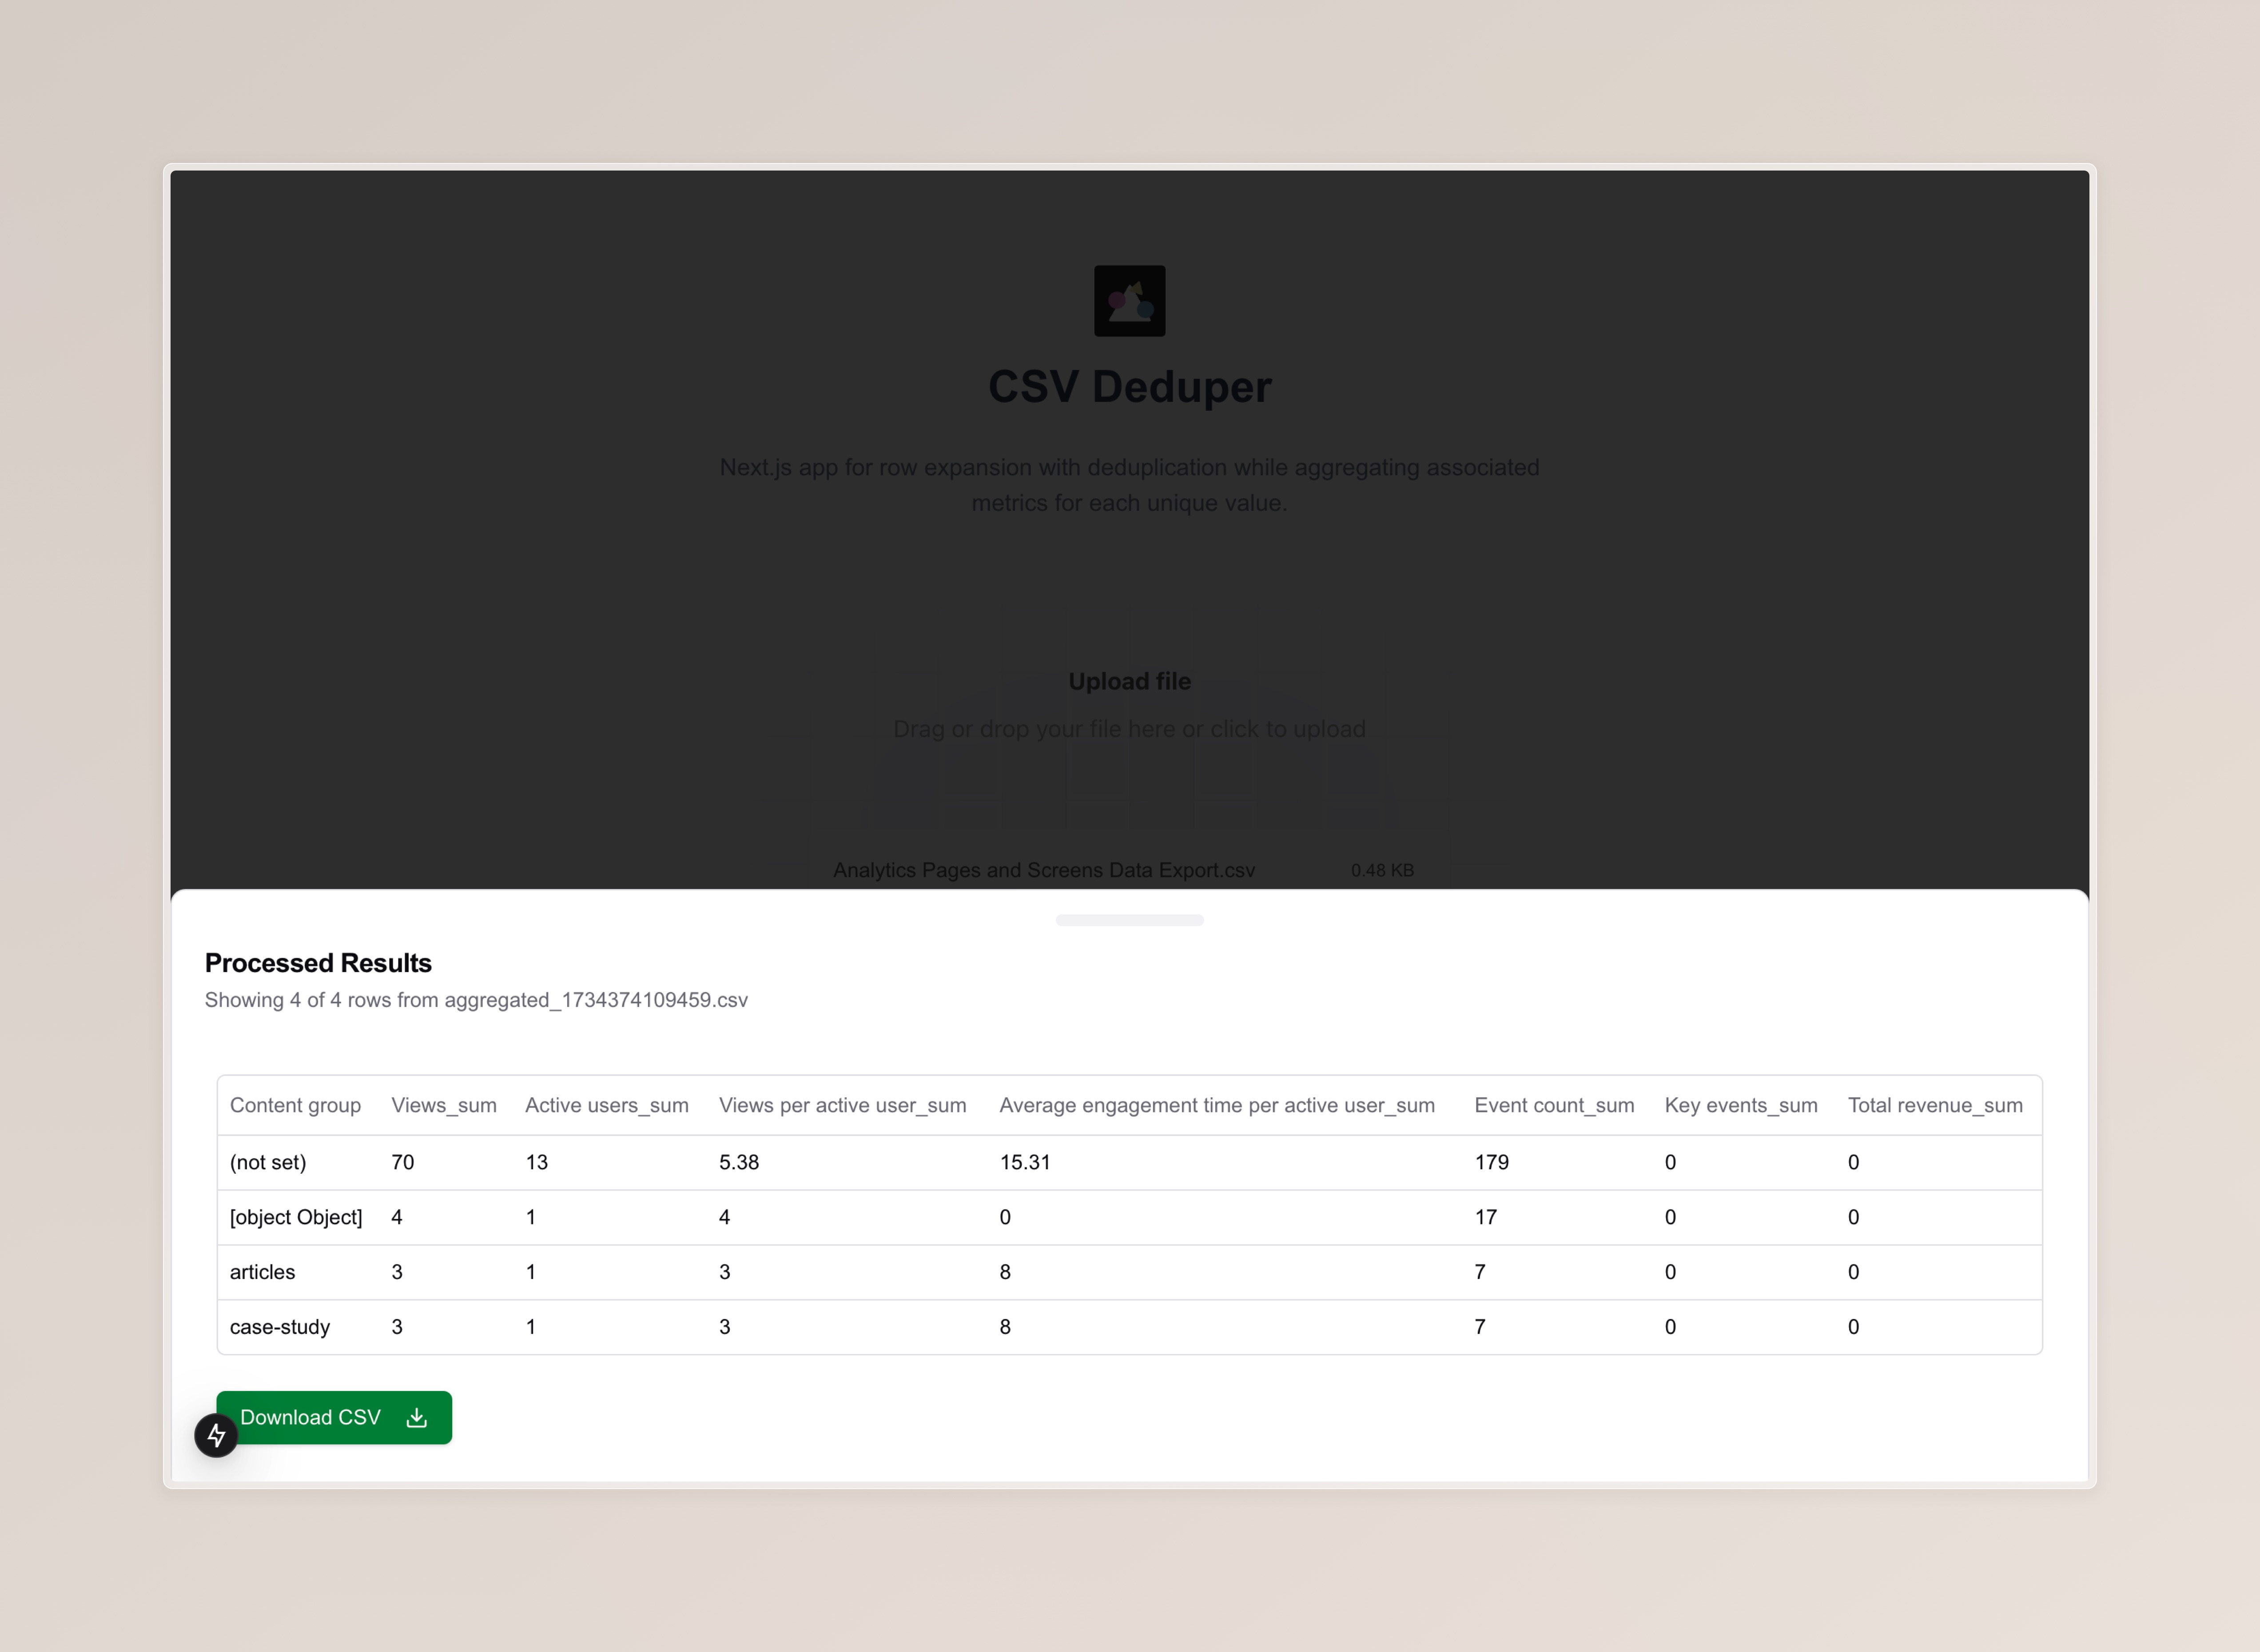 CSV Deduper
Next.js app for row expansion with deduplication while aggregating associated
metrics for each unique value.
Upload file
Drag or drop your file here or click to upload
Analytics Pages and Screens Data Export.csv 0.48 KB
Processed Results
Showing 4 of 4 rows from aggregated_1734374109459.csv
Content group Views_sum Active users_sum Views per active user_sum Average engagement time per active user_sum Event count_sum Key events_sum Total revenue_sum
(not set) 70 13 5.38 15.31 179 0 0
[object Object] 4 1 4 0 17 0 0
articles 3 1 3 8 7 0 0
case-study 3 1 3 8 7 0 0
Download CSV